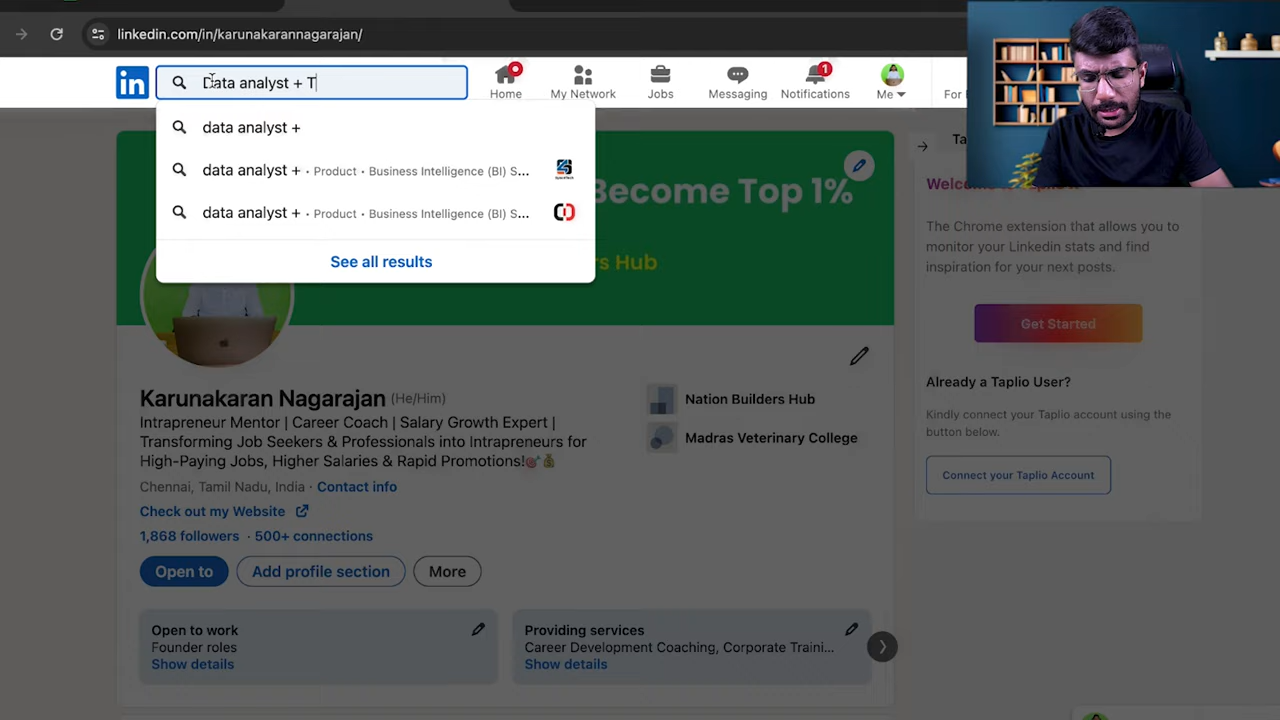 linkedin.com/in/karunakarannagarajan/
in
Data analyst + T
Home
My Network
Jobs
1
Messaging
Notifications
Me
For
data analyst +
data analyst + • Product • Business Intelligence (BI) S...
data analyst + • Product • Business Intelligence (BI) S...
See all results
Become Top 1%
rs Hub
Karunakaran Nagarajan (He/Him)
Intrapreneur Mentor | Career Coach | Salary Growth Expert |
Transforming Job Seekers & Professionals into Intrapreneurs for
High-Paying Jobs, Higher Salaries & Rapid Promotions!🎯💰
Chennai, Tamil Nadu, India · Contact info
Check out my Website
1,868 followers · 500+ connections
Open to
Add profile section
More
Nation Builders Hub
Madras Veterinary College
Open to work
Founder roles
Show details
Providing services
Career Development Coaching, Corporate Traini...
Show details
Ta
The Chrome extension that allows you to
monitor your Linkedin stats and find
inspiration for your next posts.
Get Started
Already a Taplio User?
Kindly connect your Taplio account using the
button below.
Connect your Taplio Account